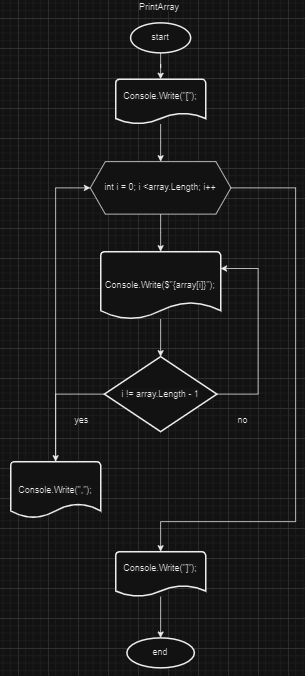 PrintArray
start
Console.Write("[");
int i = 0; i <array.Length; i++
Console.Write($"{array[i]}");
i != array.Length - 1
yes
no
Console.Write(",");
Console.Write("]");
end